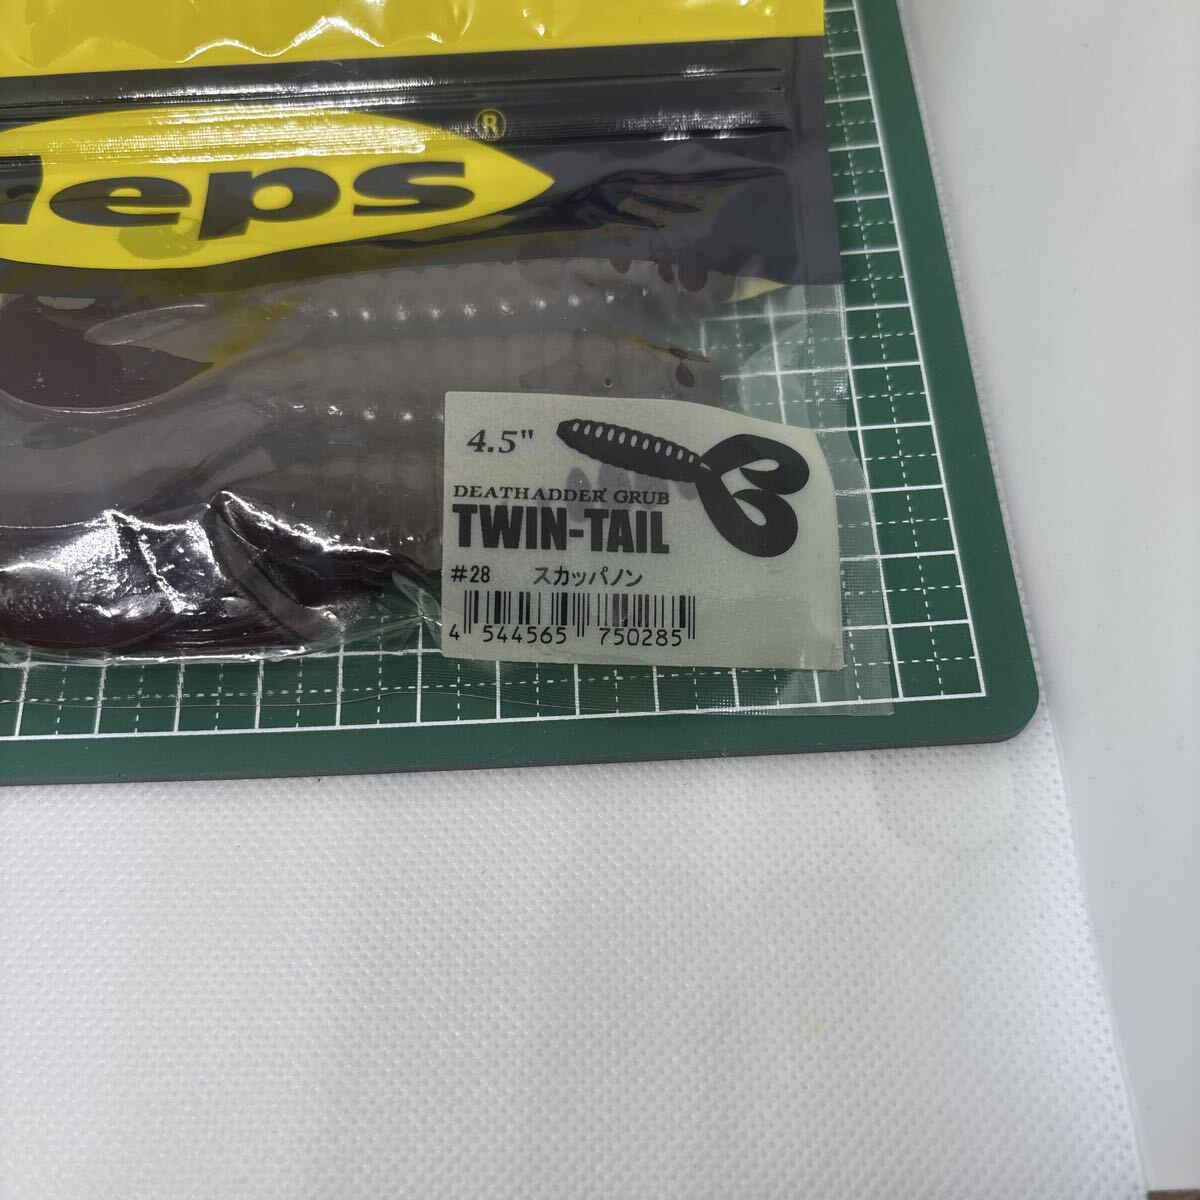 eps®
4.5"
DEATHADDER GRUB
TWIN-TAIL
#28 スカッパノン
4 544565 750285